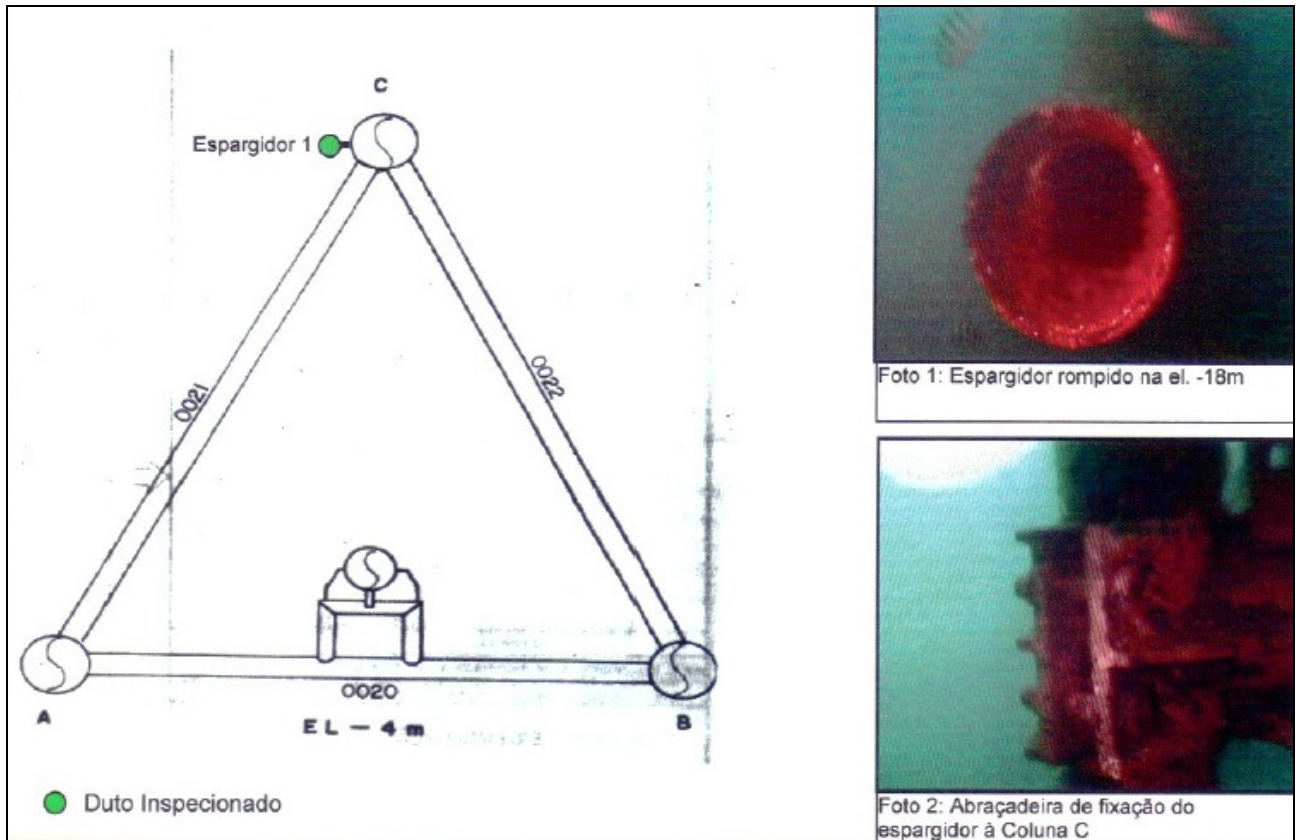 C
Espargidor 1
0021
0022
0020
A
EL - 4 m
B
Duto Inspecionado
Foto 1: Espargidor rompido na el. -18m
Foto 2: Abraçadeira de fixação do
espargidor à Coluna C